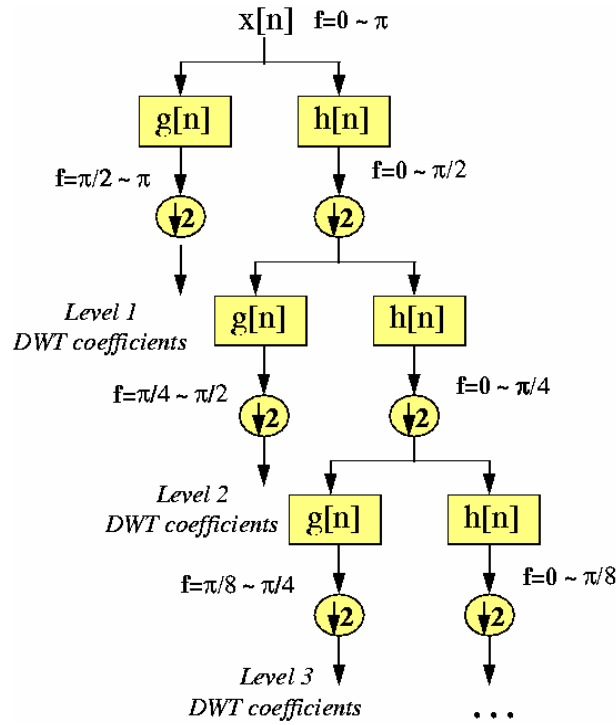 x[n] f=0 ~ π
g[n] h[n]
f=π/2 ~ π f=0 ~ π/2
↓2 ↓2
Level 1
DWT coefficients
g[n] h[n]
f=π/4 ~ π/2 f=0 ~ π/4
↓2 ↓2
Level 2
DWT coefficients
g[n] h[n]
f=π/8 ~ π/4 f=0 ~ π/8
↓2 ↓2
Level 3
DWT coefficients
...